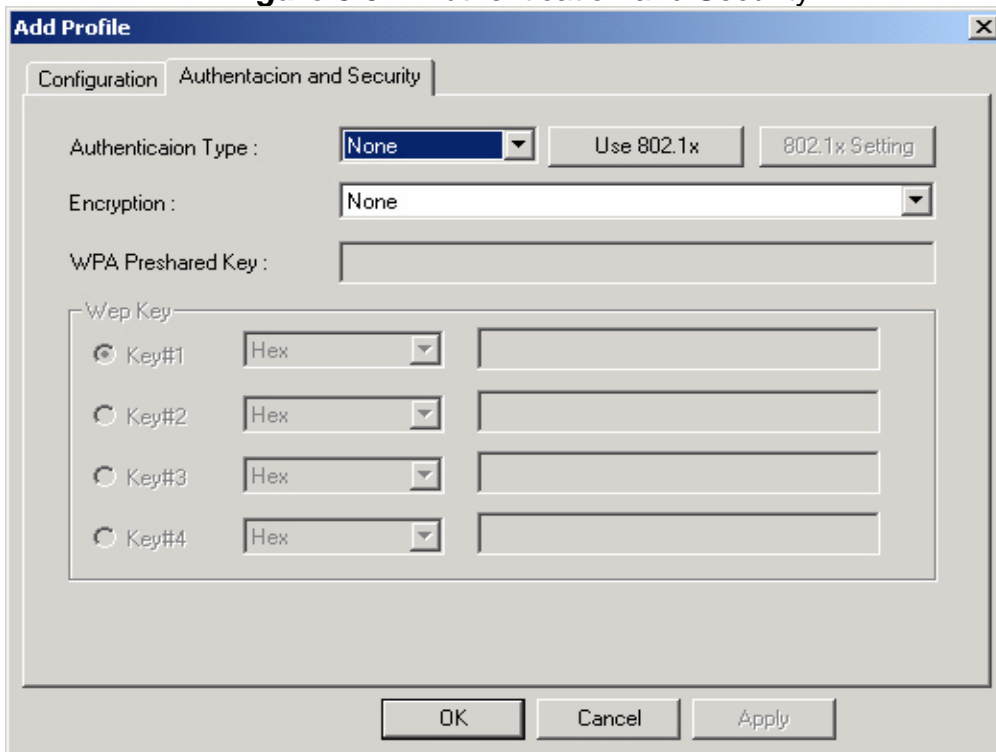 Add Profile
Configuration
Authentacion and Security
Authenticaion Type :
None
Use 802.1x
802.1x Setting
Encryption :
None
WPA Preshared Key :
Wep Key
Key#1
Hex
Key#2
Hex
Key#3
Hex
Key#4
Hex
OK
Cancel
Apply